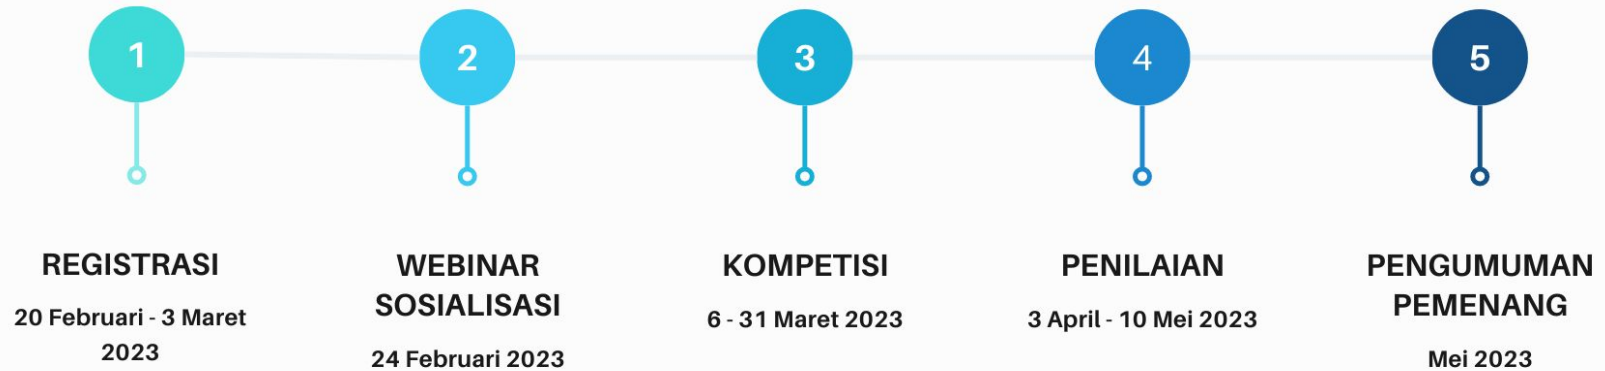 1
2
3
4
5
REGISTRASI
20 Februari - 3 Maret
2023
WEBINAR
SOSIALISASI
24 Februari 2023
KOMPETISI
6 - 31 Maret 2023
PENILAIAN
3 April - 10 Mei 2023
PENGUMUMAN
PEMENANG
Mei 2023